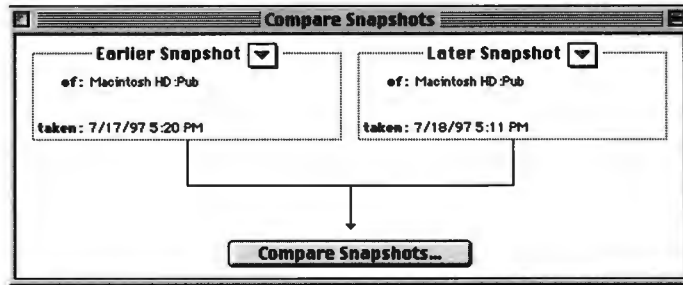 Compare Snapshots
Earlier Snapshot
of: Macintosh HD:Pub
taken: 7/17/97 5:20 PM
Later Snapshot
of: Macintosh HD:Pub
taken: 7/18/97 5:11 PM
Compare Snapshots...